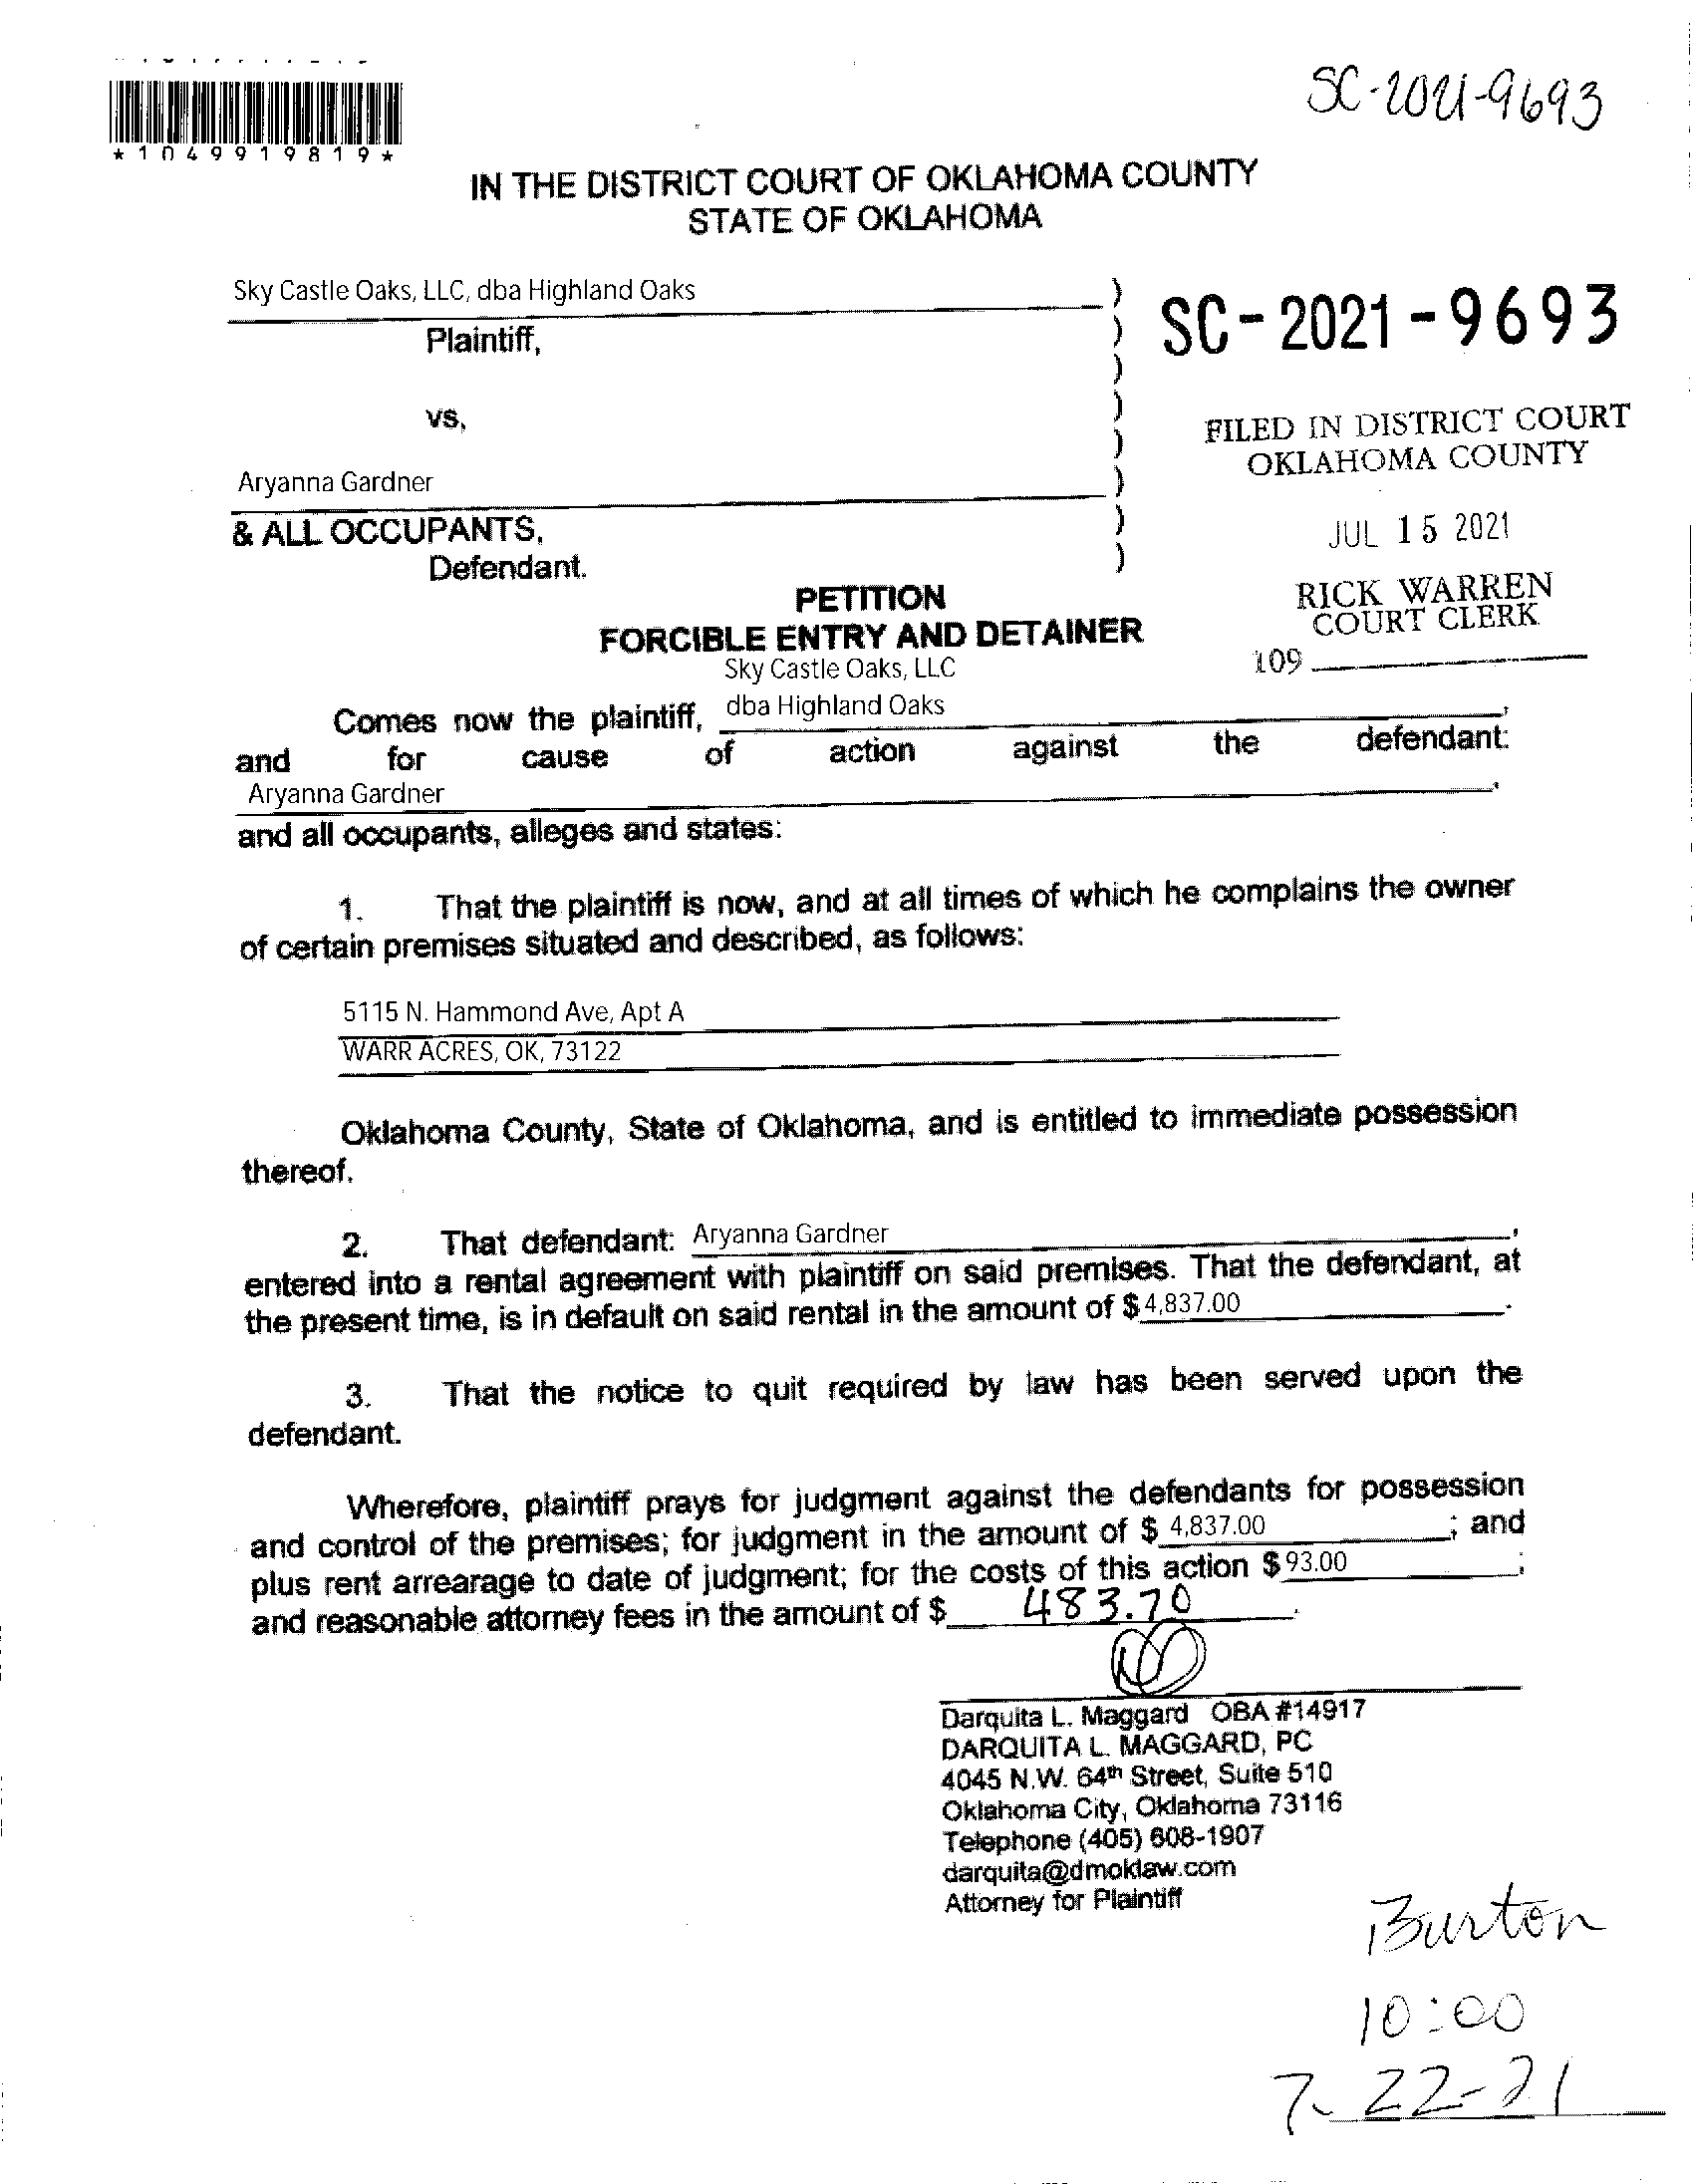 SC-2021-9693
*1049919819*
IN THE DISTRICT COURT OF OKLAHOMA COUNTY
STATE OF OKLAHOMA
Sky Castle Oaks, LLC, dba Highland Oaks )
Plaintiff, )
)
SC-2021-9693
vs, )
)
FILED IN DISTRICT COURT
OKLAHOMA COUNTY
Aryanna Gardner )
& ALL OCCUPANTS, )
JUL 15 2021
Defendant. )
RICK WARREN
COURT CLERK
109
PETITION
FORCIBLE ENTRY AND DETAINER
Sky Castle Oaks, LLC
Comes now the plaintiff, dba Highland Oaks,
and for cause of action against the defendant:
Aryanna Gardner,
and all occupants, alleges and states:
1. That the plaintiff is now, and at all times of which he complains the owner
of certain premises situated and described, as follows:
5115 N. Hammond Ave, Apt A
WARR ACRES, OK, 73122
Oklahoma County, State of Oklahoma, and is entitled to immediate possession
thereof.
2. That defendant: Aryanna Gardner,
entered into a rental agreement with plaintiff on said premises. That the defendant, at
the present time, is in default on said rental in the amount of $4,837.00.
3. That the notice to quit required by law has been served upon the
defendant.
Wherefore, plaintiff prays for judgment against the defendants for possession
and control of the premises; for judgment in the amount of $ 4,837.00; and
plus rent arrearage to date of judgment; for the costs of this action $93.00;
and reasonable attorney fees in the amount of $ 483.70.
Darquita L. Maggard OBA #14917
DARQUITA L. MAGGARD, PC
4045 N.W. 64th Street, Suite 510
Oklahoma City, Oklahoma 73116
Telephone (405) 608-1907
darquita@dmoklaw.com
Attorney for Plaintiff
Burton
10:00
7-22-21